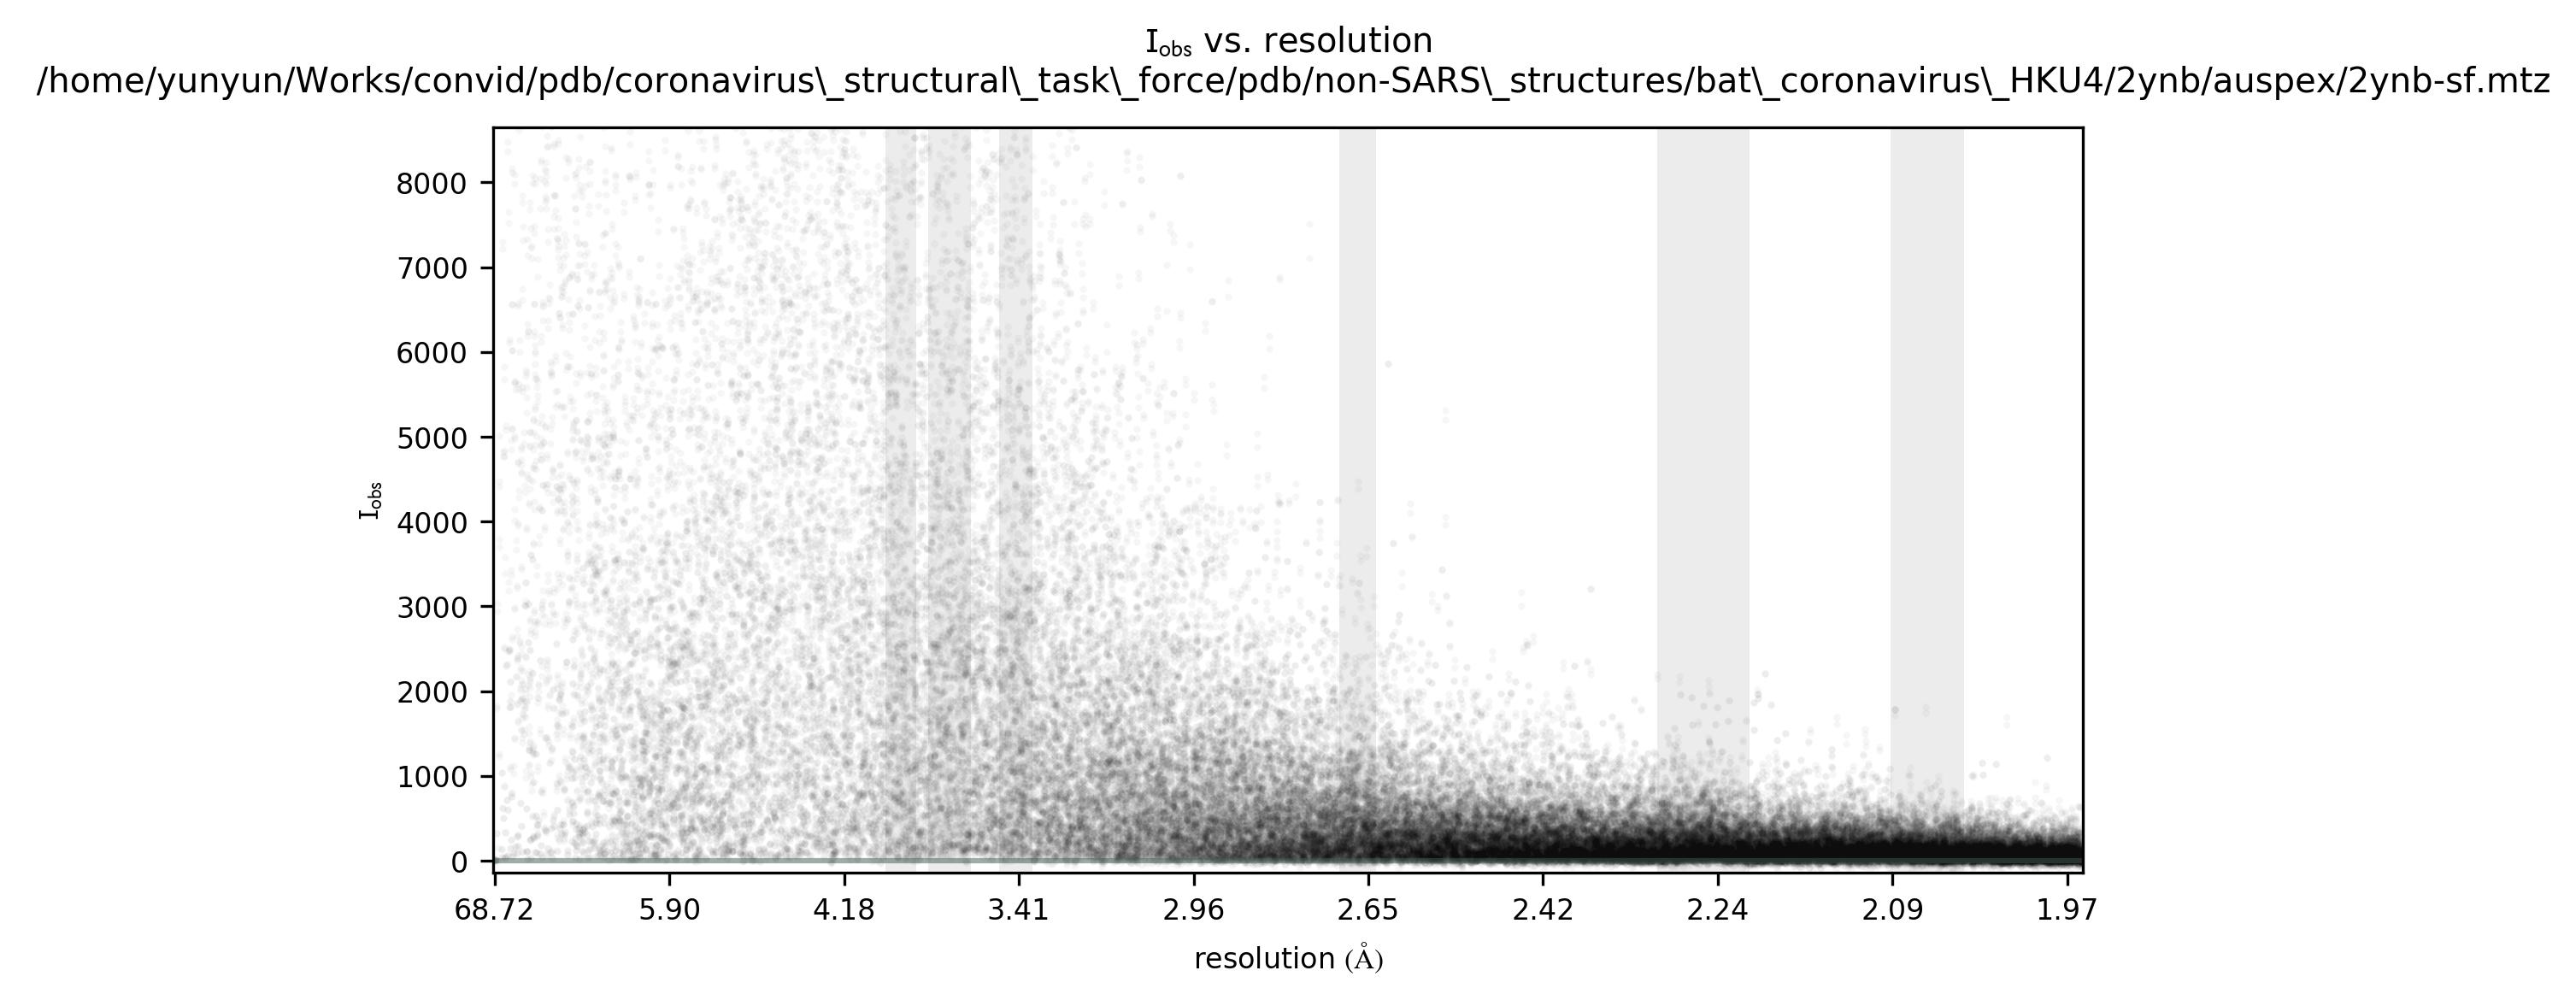 Iobs vs. resolution
/home/yunyun/Works/convid/pdb/coronavirus\_structural\_task\_force/pdb/non-SARS\_structures/bat\_coronavirus\_HKU4/2ynb/auspex/2ynb-sf.mtz
8000
7000
6000
5000
4000
3000
2000
1000
0
Iobs
68.72 5.90 4.18 3.41 2.96 2.65 2.42 2.24 2.09 1.97
resolution (Å)